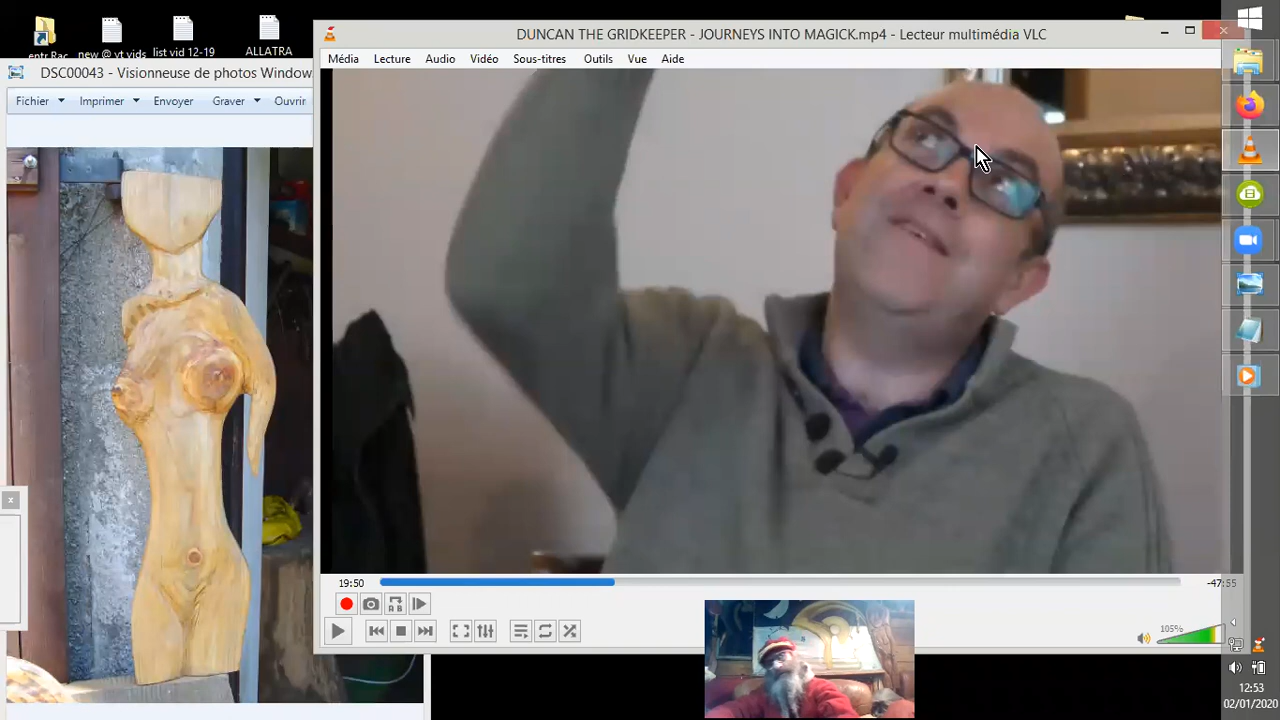 entr Rac
new @ yt vids
list vid 12-19
ALLATRA
DSC00043 - Visionneuse de photos Window
Fichier
Imprimer
Envoyer
Graver
Ouvrir
DUNCAN THE GRIDKEEPER - JOURNEYS INTO MAGICK.mp4 - Lecteur multimédia VLC
Média
Lecture
Audio
Vidéo
Sous-titres
Outils
Vue
Aide
19:50
-47:55
105%
12:53
02/01/2020